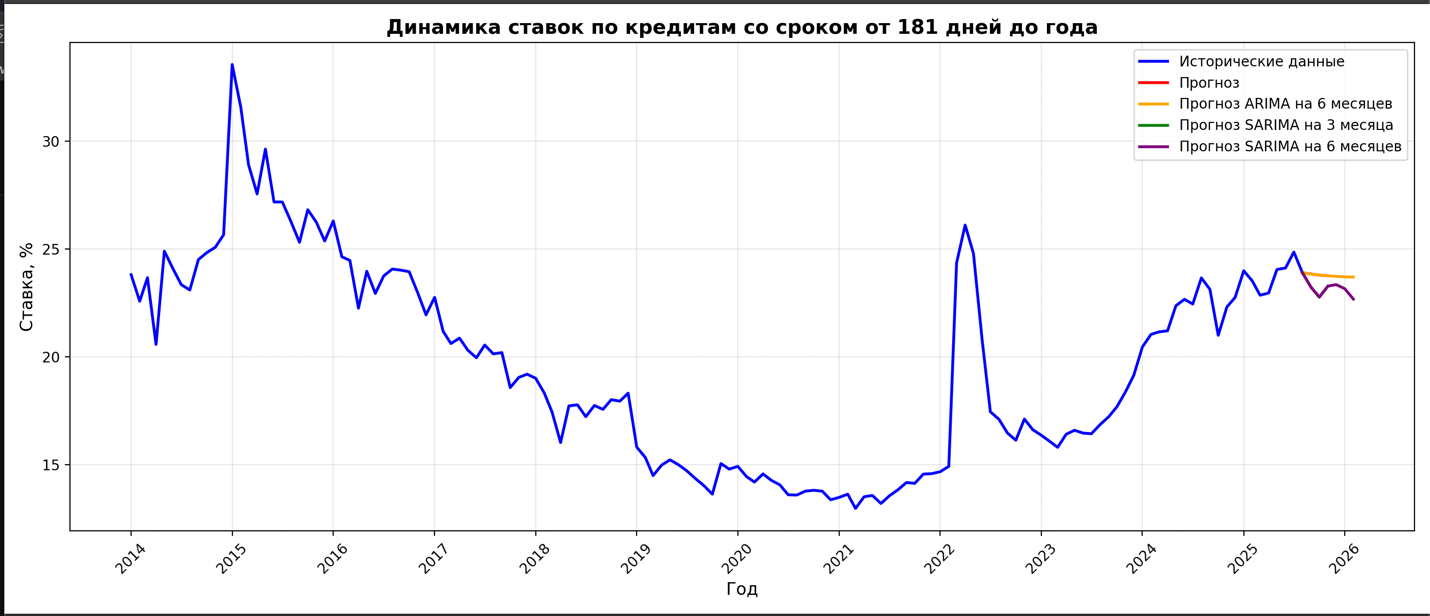 Динамика ставок по кредитам со сроком от 181 дней до года
Исторические данные
Прогноз
Прогноз ARIMA на 6 месяцев
Прогноз SARIMA на 3 месяца
Прогноз SARIMA на 6 месяцев
Ставка, %
30
25
20
15
2014
2015
2016
2017
2018
2019
2020
2021
2022
2023
2024
2025
2026
Год